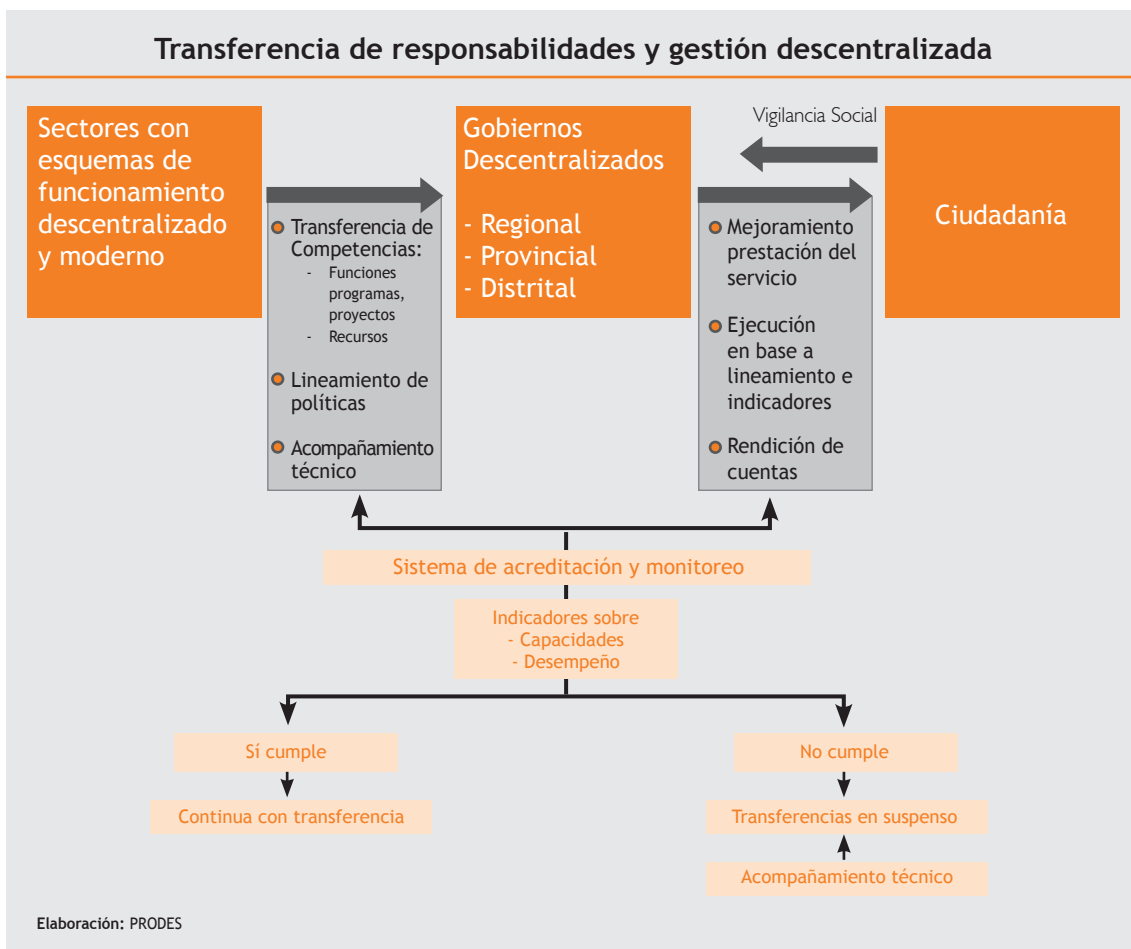 Transferencia de responsabilidades y gestión descentralizada
Sectores con
esquemas de
funcionamiento
descentralizado
y moderno
Transferencia de
Competencias:
- Funciones
programas,
proyectos
- Recursos
Lineamiento de
políticas
Acompañamiento
técnico
Gobiernos
Descentralizados
- Regional
- Provincial
- Distrital
Vigilancia Social
Mejoramiento
prestación del
servicio
Ejecución
en base a
lineamiento e
indicadores
Rendición de
cuentas
Ciudadanía
Sistema de acreditación y monitoreo
Indicadores sobre
- Capacidades
- Desempeño
Sí cumple
Continua con transferencia
No cumple
Transferencias en suspenso
Acompañamiento técnico
Elaboración: PRODES